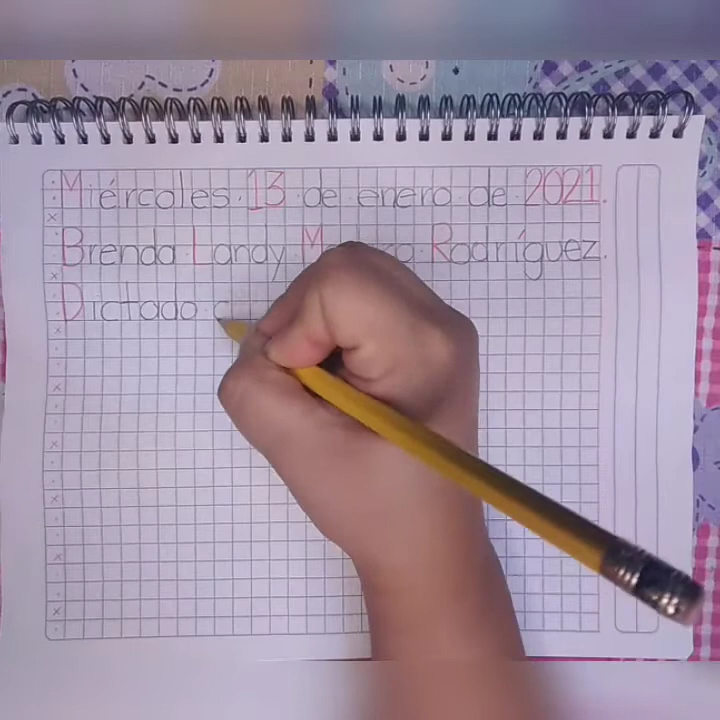 Miércoles 13 de enero de 2021.
Brenda Landy Rodríguez.
Dictado